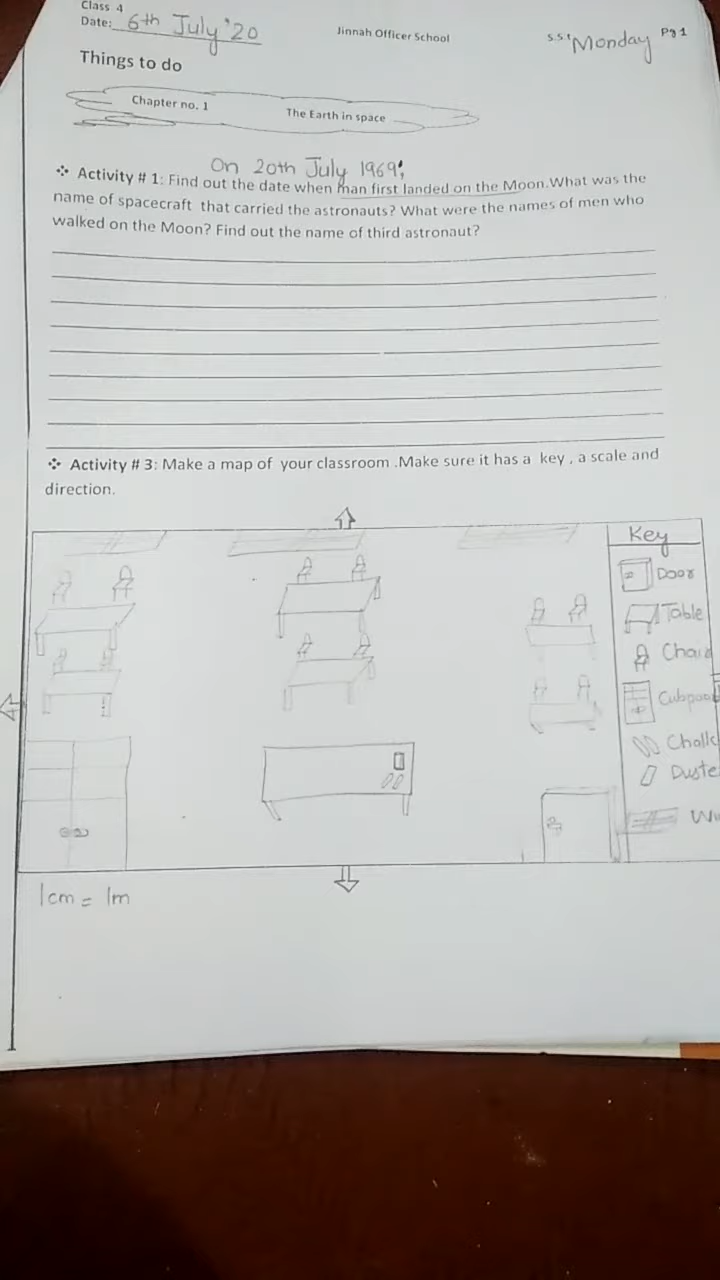 Class 4
Date: 6th July '20
Jinnah Officer School
S.S.t Monday Pg 1
Things to do
Chapter no. 1 The Earth in space
On 20th July 1969,
❖ Activity # 1: Find out the date when man first landed on the Moon.What was the
name of spacecraft that carried the astronauts? What were the names of men who
walked on the Moon? Find out the name of third astronaut?
❖ Activity # 3: Make a map of your classroom .Make sure it has a key , a scale and
direction.
Key
Door
Table
Chair
Cubpoa
Chalk
Duste
Wi
1cm = 1m